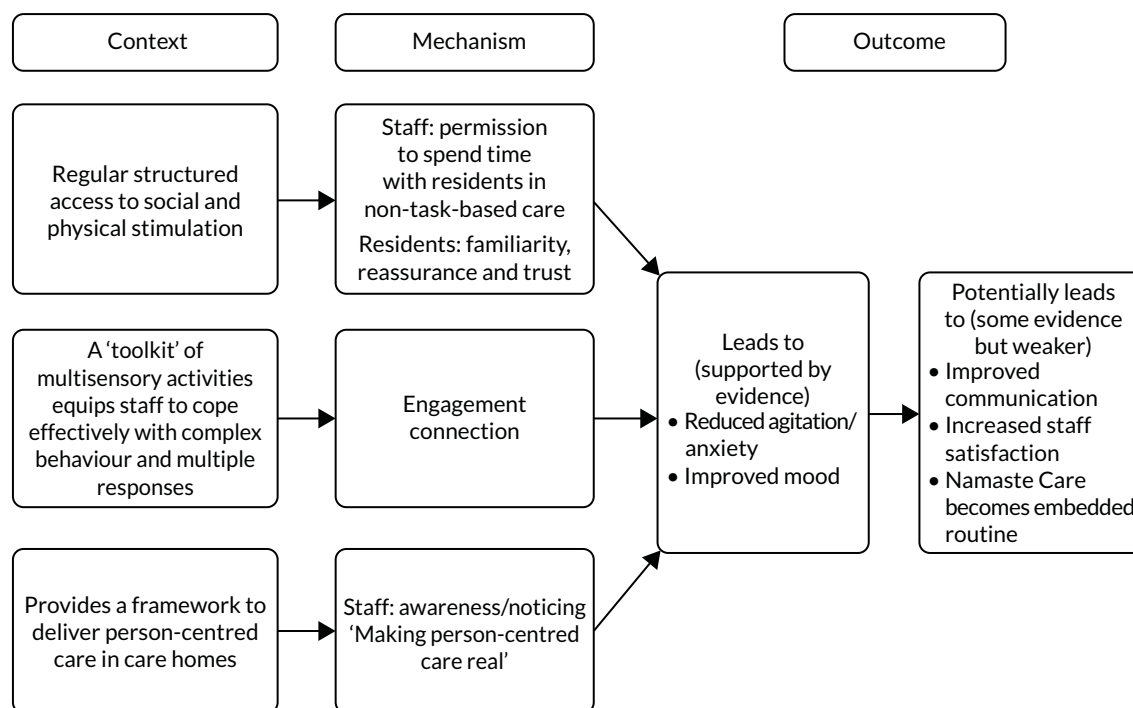 Context
Mechanism
Outcome
Regular structured
access to social and
physical stimulation
Staff: permission
to spend time
with residents in
non-task-based care
Residents: familiarity,
reassurance and trust
A ‘toolkit’ of
multisensory activities
equips staff to cope
effectively with complex
behaviour and multiple
responses
Engagement
connection
Provides a framework to
deliver person-centred
care in care homes
Staff: awareness/noticing
‘Making person-centred
care real’
Leads to
(supported by
evidence)
• Reduced agitation/
anxiety
• Improved mood
Potentially leads
to (some evidence
but weaker)
• Improved
communication
• Increased staff
satisfaction
• Namaste Care
becomes embedded
routine